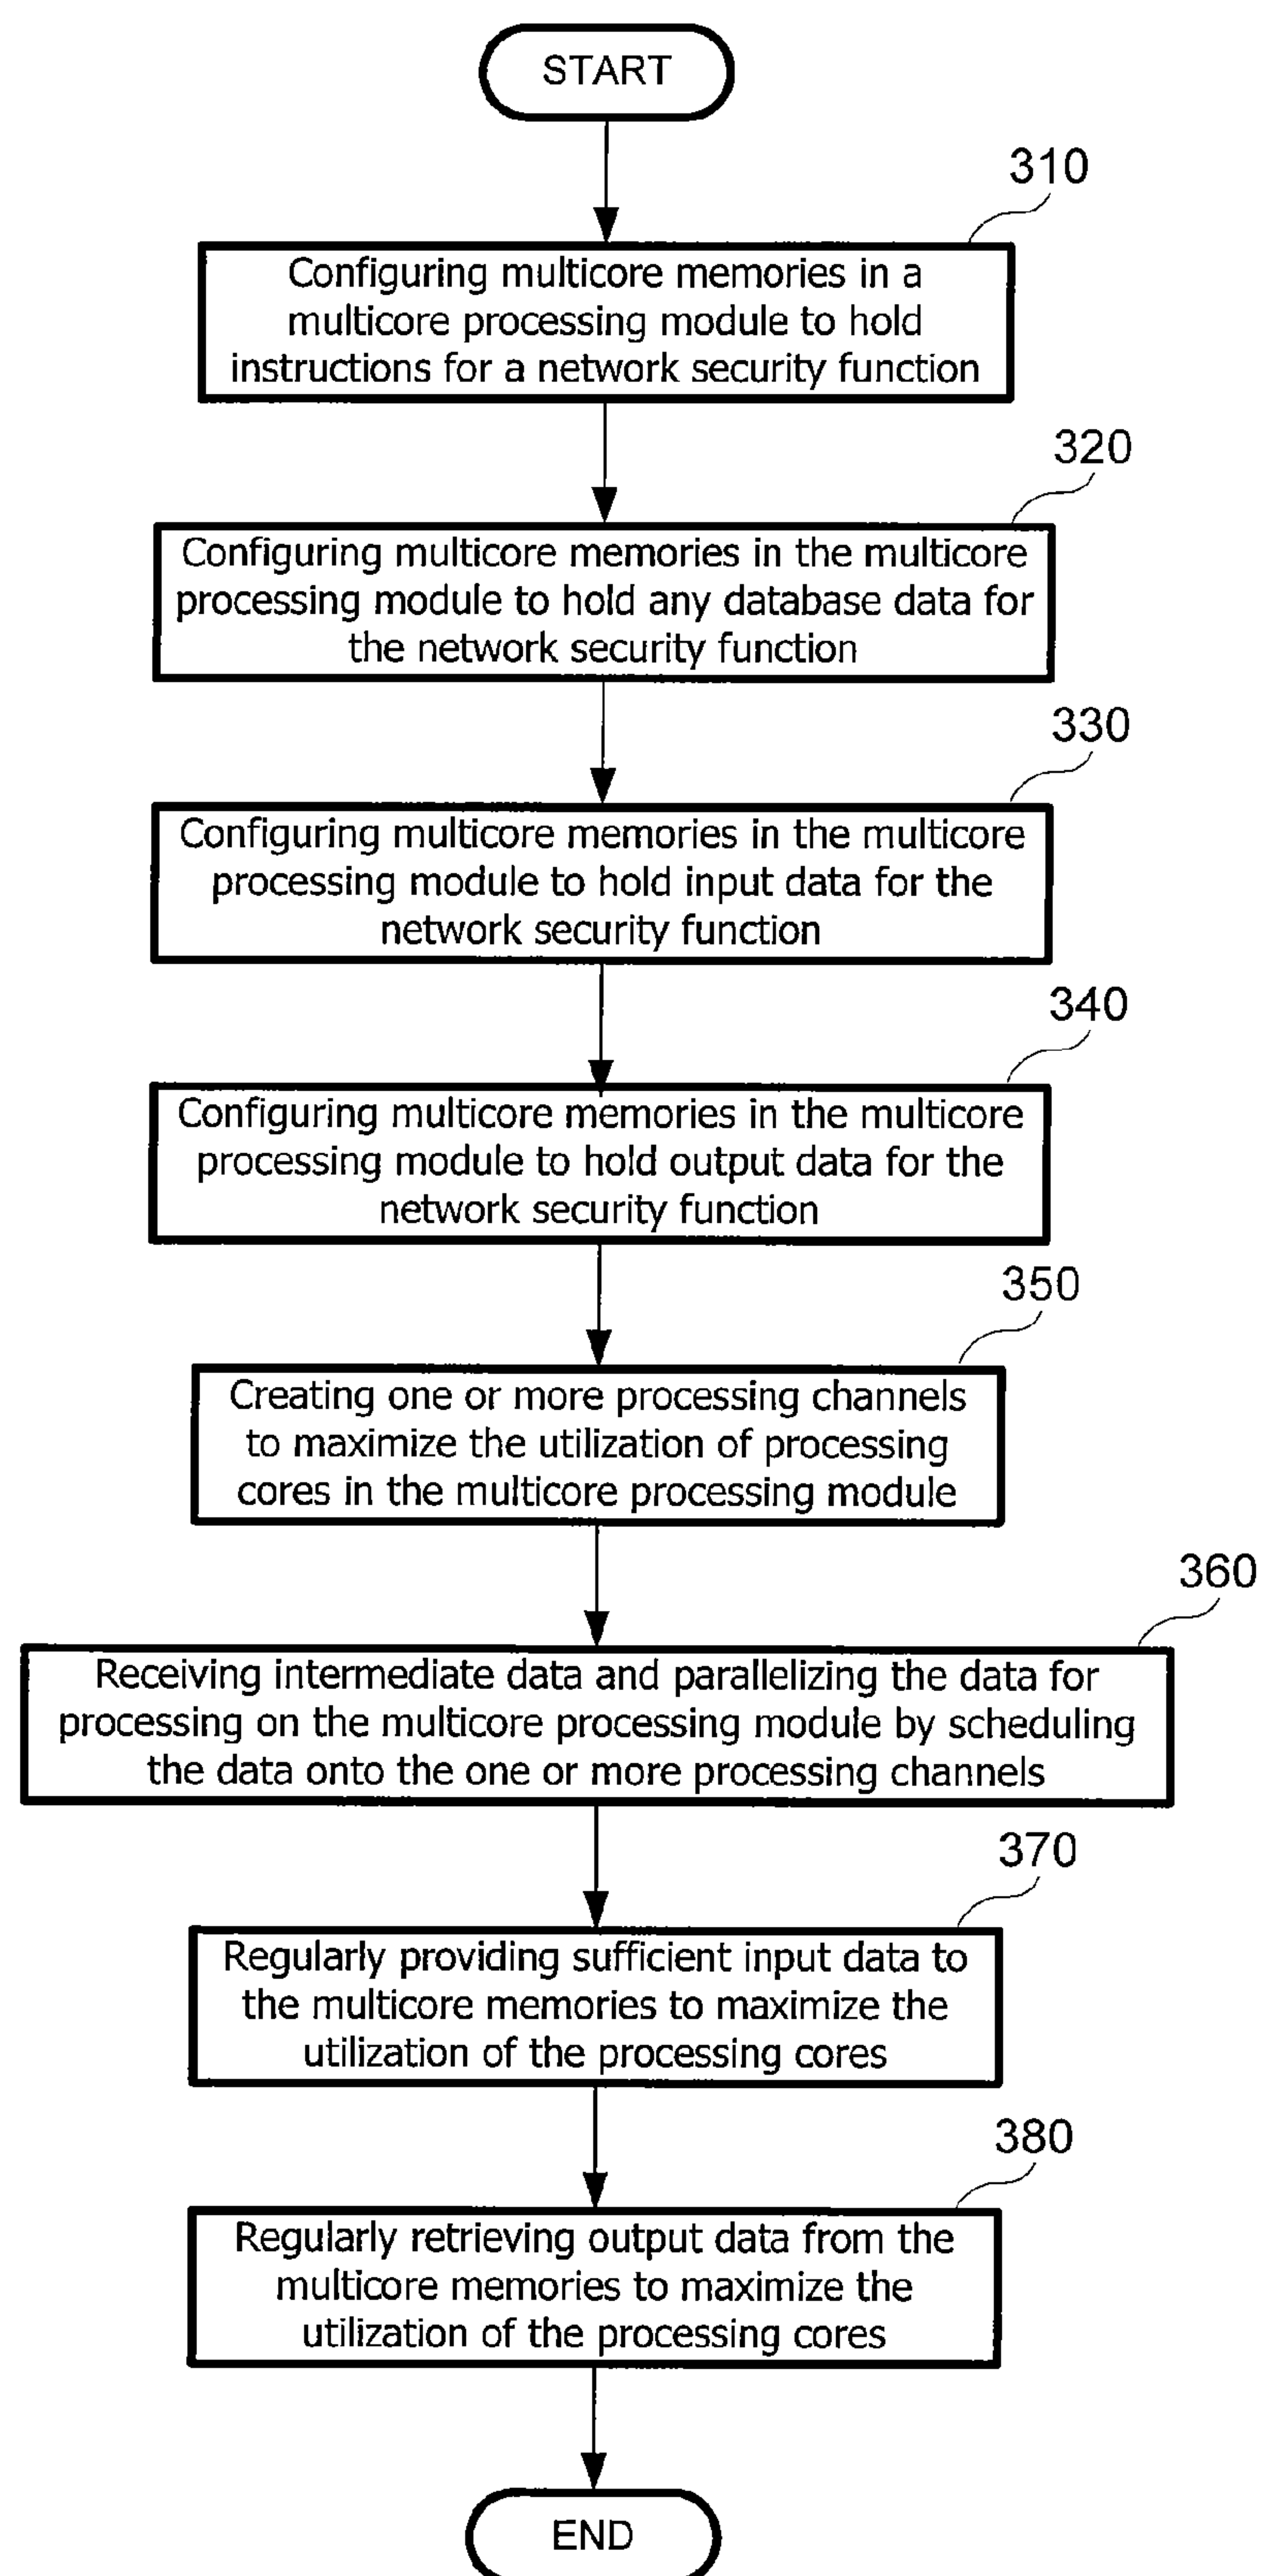 START
310
Configuring multicore memories in a
multicore processing module to hold
instructions for a network security function
320
Configuring multicore memories in the multicore
processing module to hold any database data for
the network security function
330
Configuring multicore memories in the multicore
processing module to hold input data for the
network security function
340
Configuring multicore memories in the multicore
processing module to hold output data for the
network security function
350
Creating one or more processing channels
to maximize the utilization of processing
cores in the multicore processing module
360
Receiving intermediate data and parallelizing the data for
processing on the multicore processing module by scheduling
the data onto the one or more processing channels
370
Regularly providing sufficient input data to
the multicore memories to maximize the
utilization of the processing cores
380
Regularly retrieving output data from the
multicore memories to maximize the
utilization of the processing cores
END